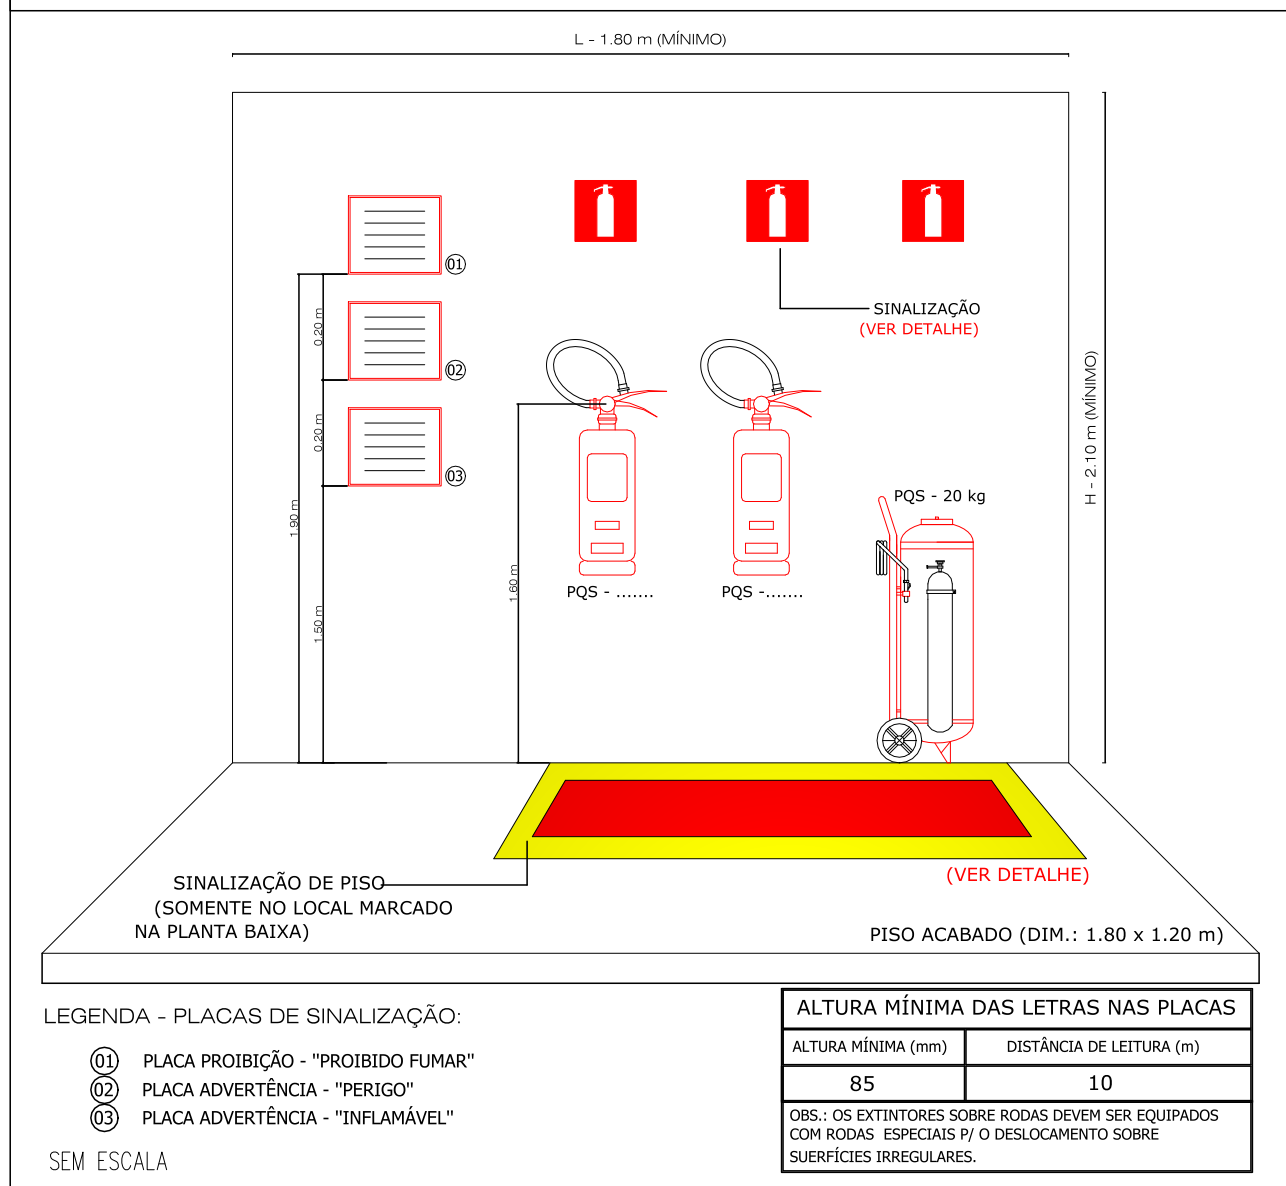 L - 1.80 m (MÍNIMO)
01
SINALIZAÇÃO
(VER DETALHE)
0.20 m
02
H - 2.10 m (MÍNIMO)
0.20 m
03
PQS - 20 kg
1.90 m
1.60 m
PQS - .......
PQS -.......
1.50 m
SINALIZAÇÃO DE PISO
(SOMENTE NO LOCAL MARCADO
NA PLANTA BAIXA)
(VER DETALHE)
PISO ACABADO (DIM.: 1.80 x 1.20 m)
LEGENDA - PLACAS DE SINALIZAÇÃO:
01 PLACA PROIBIÇÃO - "PROIBIDO FUMAR"
02 PLACA ADVERTÊNCIA - "PERIGO"
03 PLACA ADVERTÊNCIA - "INFLAMÁVEL"
SEM ESCALA
ALTURA MÍNIMA DAS LETRAS NAS PLACAS
ALTURA MÍNIMA (mm) DISTÂNCIA DE LEITURA (m)
85 10
OBS.: OS EXTINTORES SOBRE RODAS DEVEM SER EQUIPADOS
COM RODAS ESPECIAIS P/ O DESLOCAMENTO SOBRE
SUERFÍCIES IRREGULARES.